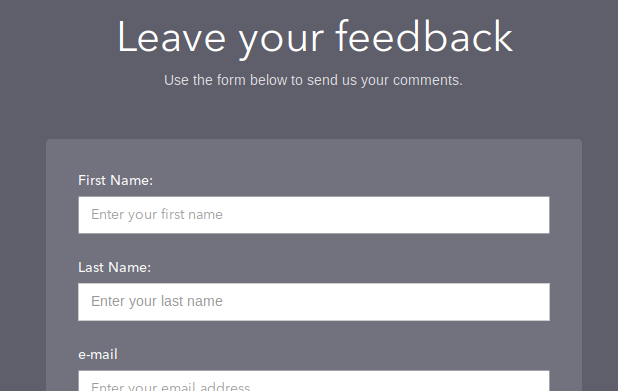 Leave your feedback
Use the form below to send us your comments.
First Name:
Enter your first name
Last Name:
Enter your last name
e-mail
Enter your email address